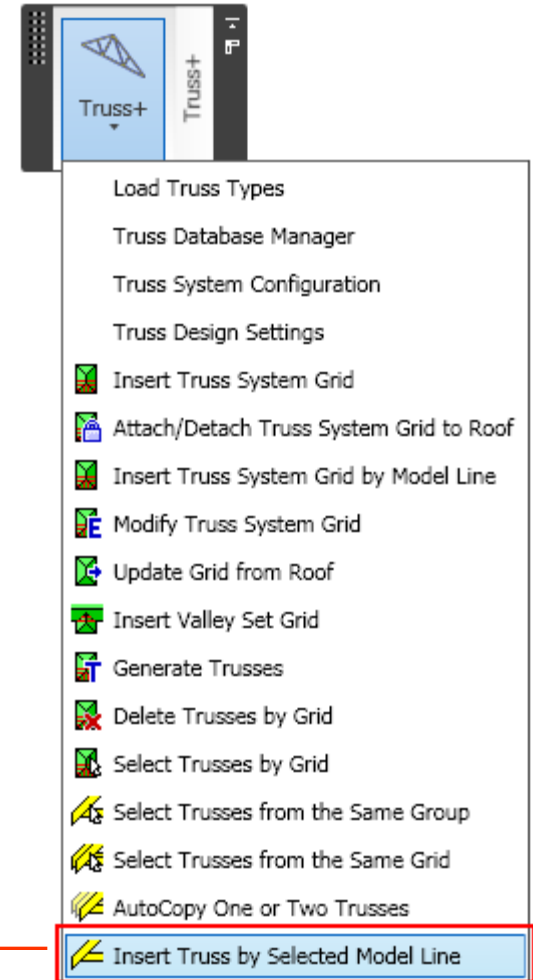 Truss+
Truss+
Load Truss Types
Truss Database Manager
Truss System Configuration
Truss Design Settings
Insert Truss System Grid
Attach/Detach Truss System Grid to Roof
Insert Truss System Grid by Model Line
Modify Truss System Grid
Update Grid from Roof
Insert Valley Set Grid
Generate Trusses
Delete Trusses by Grid
Select Trusses by Grid
Select Trusses from the Same Group
Select Trusses from the Same Grid
AutoCopy One or Two Trusses
Insert Truss by Selected Model Line